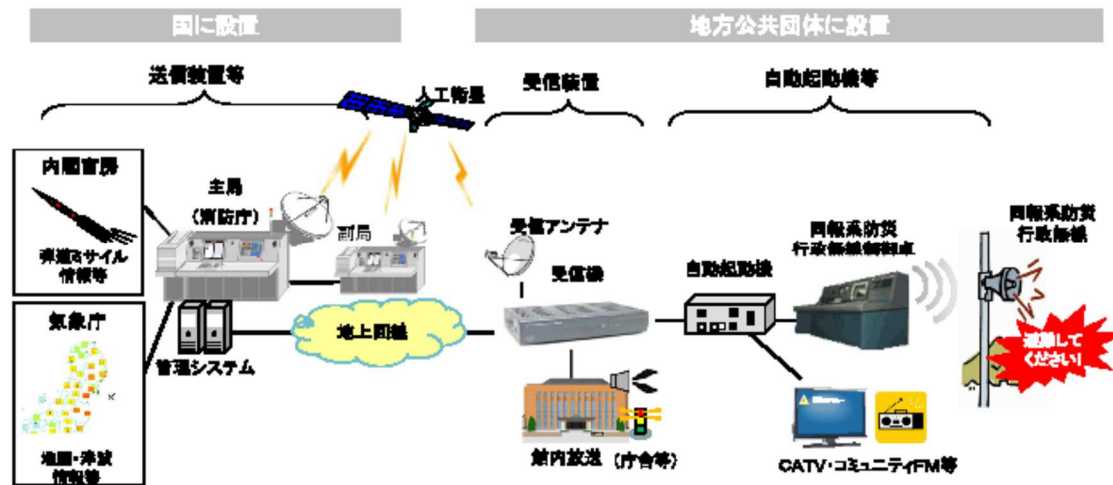 国に設置
地方公共団体に設置
送信装置等
人工衛星
受信装置
自動起動機等
内閣官房
弾道ミサイル
情報等
主局
(消防庁)
副局
受信アンテナ
受信機
自動起動機
同報系防災
行政無線制御卓
同報系防災
行政無線
気象庁
地震・津波
情報等
管理システム
地上回線
館内放送 (庁舎等)
CATV・コミュニティFM等
避難して
ください!